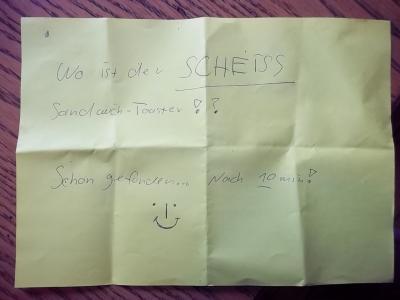 Wo ist der SCHEISS
Sandwich-Toaster!?
Schon gefunden... Nach 10 min!